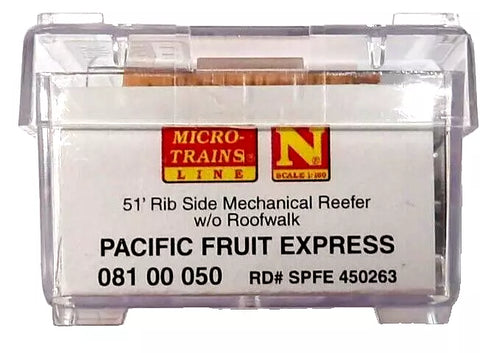 MICRO-
TRAINS®
LINE
N®
SCALE 1:160
51' Rib Side Mechanical Reefer
w/o Roofwalk
PACIFIC FRUIT EXPRESS
081 00 050 RD# SPFE 450263